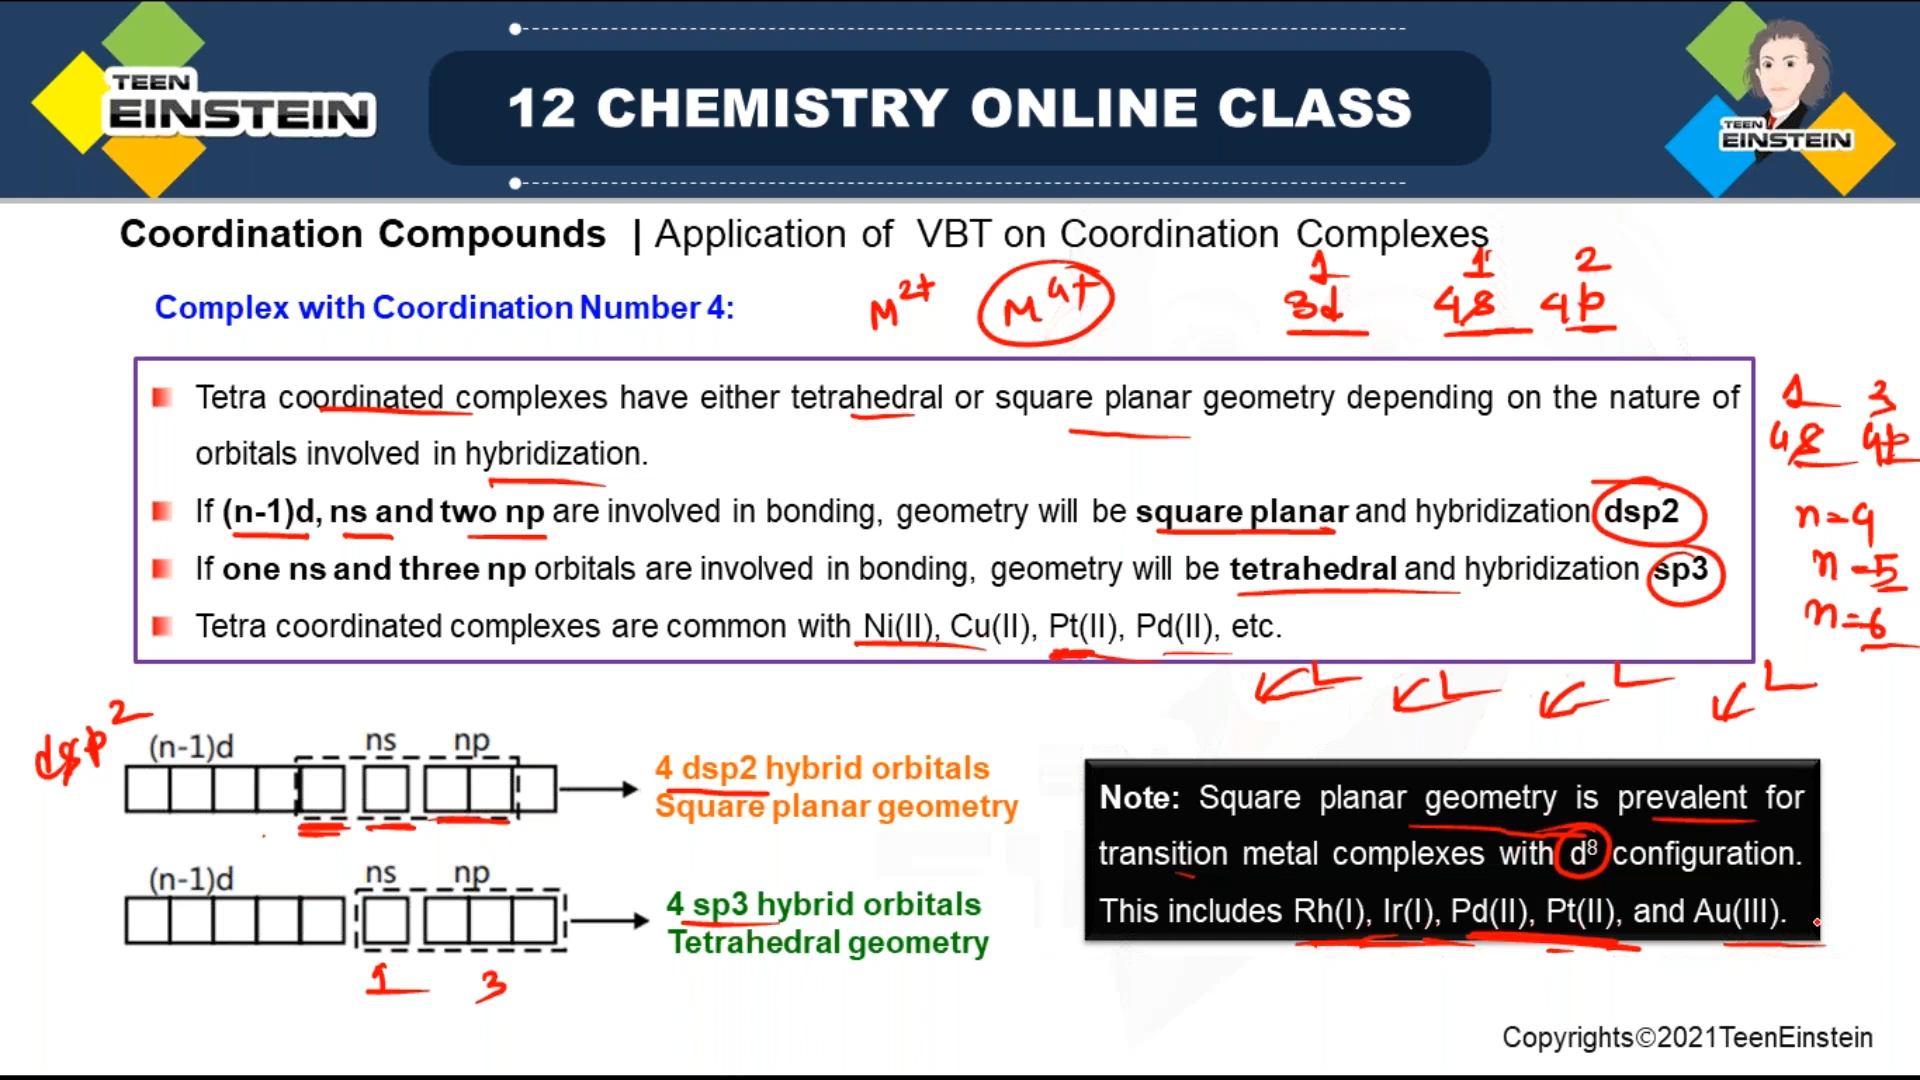 TEEN
EINSTEIN
12 CHEMISTRY ONLINE CLASS
TEEN
EINSTEIN
Coordination Compounds | Application of VBT on Coordination Complexes
Complex with Coordination Number 4:
M2+ M4+
1 1 2
3d 4s 4p
Tetra coordinated complexes have either tetrahedral or square planar geometry depending on the nature of
orbitals involved in hybridization.
1 3
4s 4p
If (n-1)d, ns and two np are involved in bonding, geometry will be square planar and hybridization dsp2
n=4
If one ns and three np orbitals are involved in bonding, geometry will be tetrahedral and hybridization sp3
n=5
Tetra coordinated complexes are common with Ni(II), Cu(II), Pt(II), Pd(II), etc.
n=6
L L L L
dsp2
(n-1)d ns np
4 dsp2 hybrid orbitals
Square planar geometry
(n-1)d ns np
4 sp3 hybrid orbitals
Tetrahedral geometry
1 3
Note: Square planar geometry is prevalent for
transition metal complexes with d⁸ configuration.
This includes Rh(I), Ir(I), Pd(II), Pt(II), and Au(III).
Copyrights©2021TeenEinstein